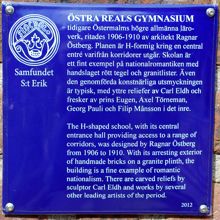 ÖSTRA REALS GYMNASIUM
tidigare Östermalms högre allmänna läro-
verk, ritades 1906-1910 av arkitekt Ragnar
Östberg. Planen är H-formig kring en central
entré varifrån korridorer utgår. Skolan är
ett fint exempel på nationalromantiken med
handslaget rött tegel och granitlister. Även
den genomförda konstnärliga utsmyckningen
är typisk, med yttre reliefer av Carl Eldh och
fresker av prins Eugen, Axel Törneman,
Georg Pauli och Filip Månsson i det inre.
Samfundet
S:t Erik
The H-shaped school, with its central
entrance hall providing access to a range of
corridors, was designed by Ragnar Östberg
from 1906 to 1910. With its arresting exterior
of handmade bricks on a granite plinth, the
building is a fine example of romantic
nationalism. There are carved reliefs by
sculptor Carl Eldh and works by several
other leading artists of the period.
2012